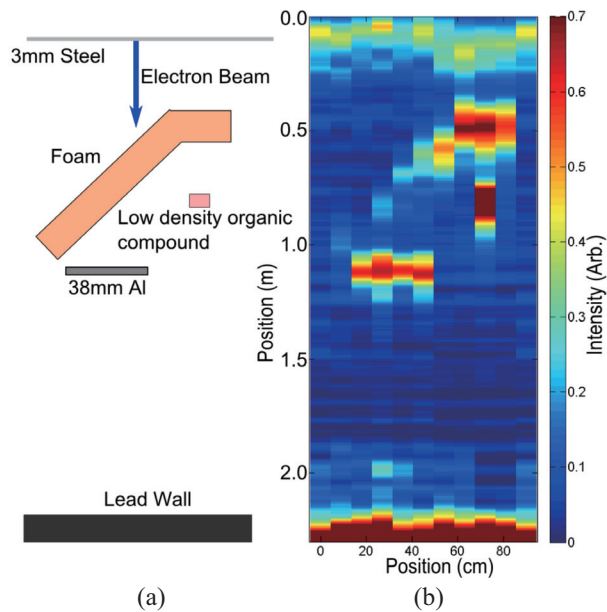 3mm Steel
Electron Beam
Foam
Low density organic
compound
38mm Al
Lead Wall
(a)
0.0
0.5
1.0
1.5
2.0
Position (m)
0 20 40 60 80
Position (cm)
0.7
0.6
0.5
0.4
0.3
0.2
0.1
0
Intensity (Arb.)
(b)